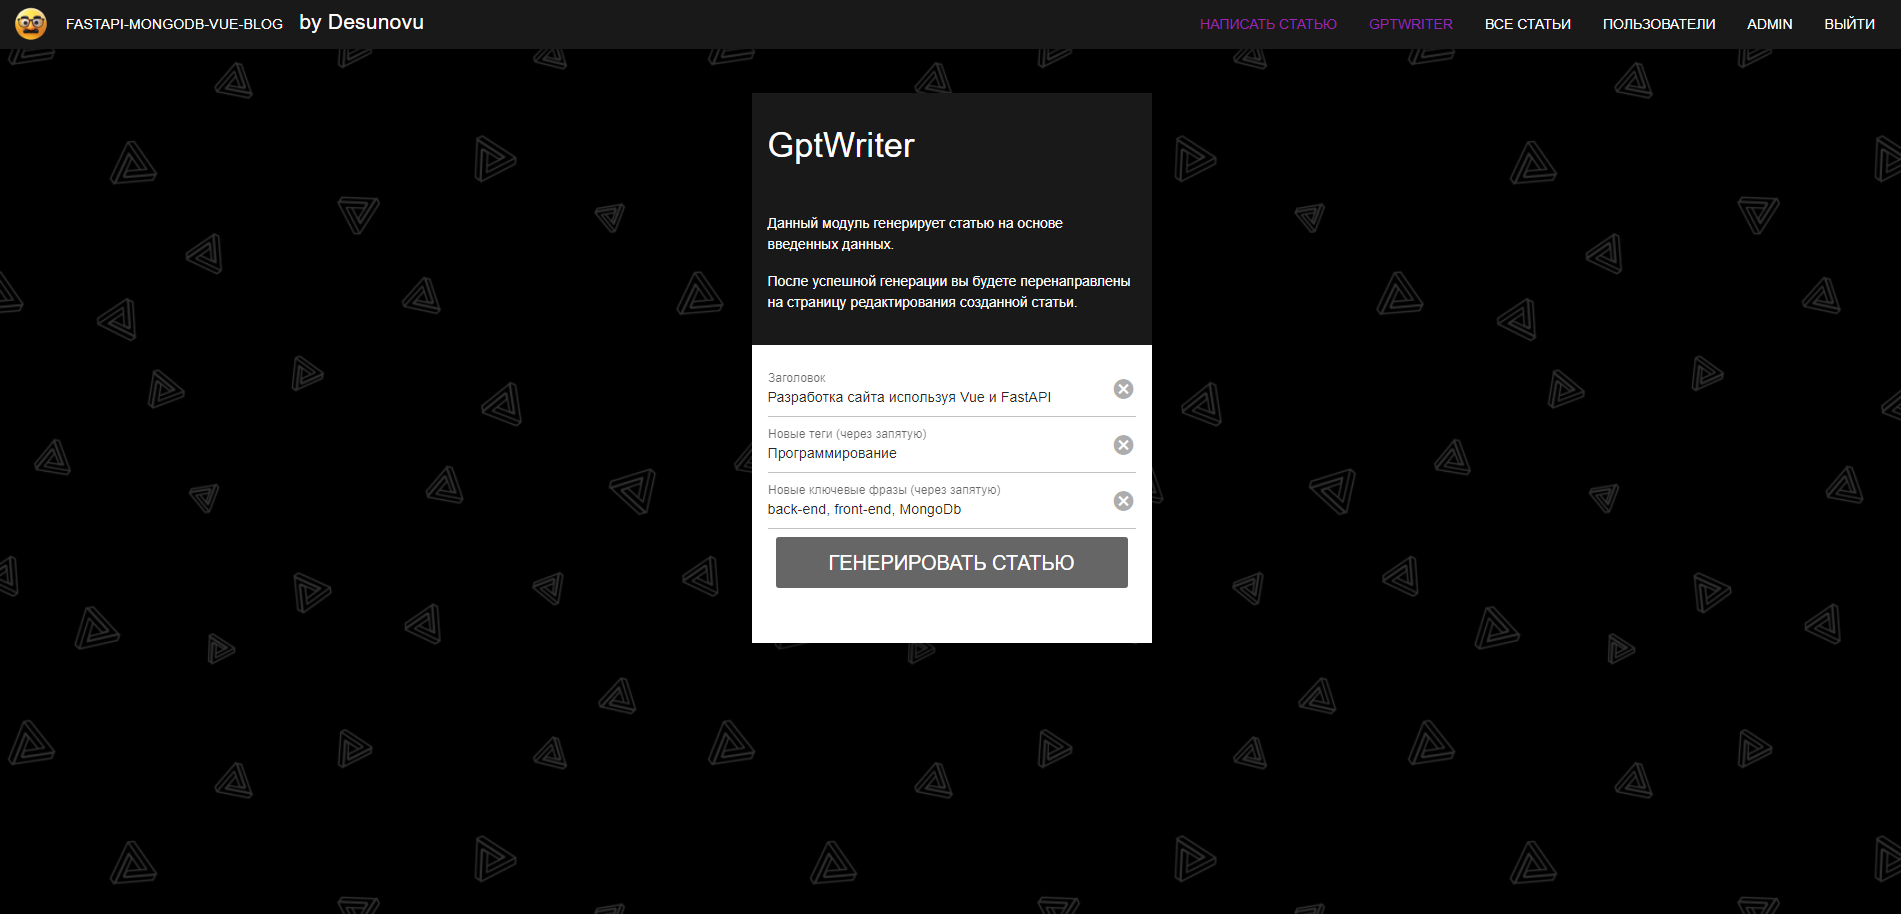 FASTAPI-MONGODB-VUE-BLOG by Desunovu НАПИСАТЬ СТАТЬЮ GPTWRITER ВСЕ СТАТЬИ ПОЛЬЗОВАТЕЛИ ADMIN ВЫЙТИ
GptWriter
Данный модуль генерирует статью на основе
введенных данных.
После успешной генерации вы будете перенаправлены
на страницу редактирования созданной статьи.
Заголовок
Разработка сайта используя Vue и FastAPI
Новые теги (через запятую)
Программирование
Новые ключевые фразы (через запятую)
back-end, front-end, MongoDb
ГЕНЕРИРОВАТЬ СТАТЬЮ